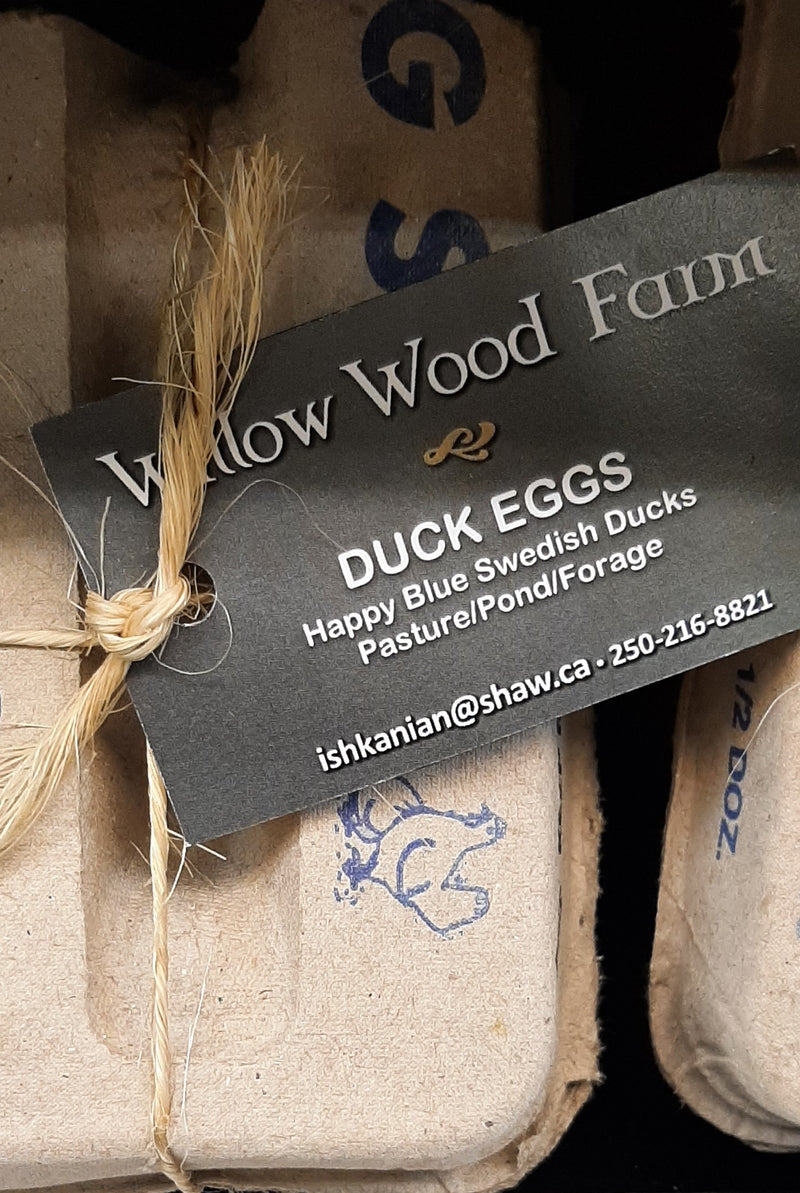 G
S
Willow Wood Farm
DUCK EGGS
Happy Blue Swedish Ducks
Pasture/Pond/Forage
ishkanian@shaw.ca • 250-216-8821
1/2 DOZ.